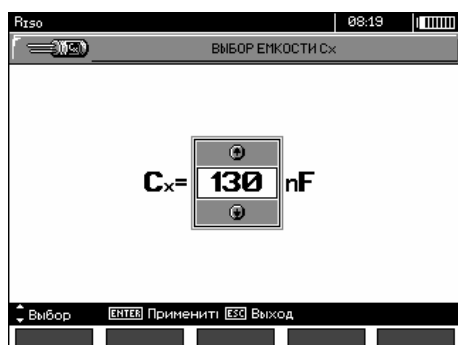 Riso 08:19
ВЫБОР ЕМКОСТИ Cx
Cx= 130 nF
Выбор ENTER Применить ESC Выход